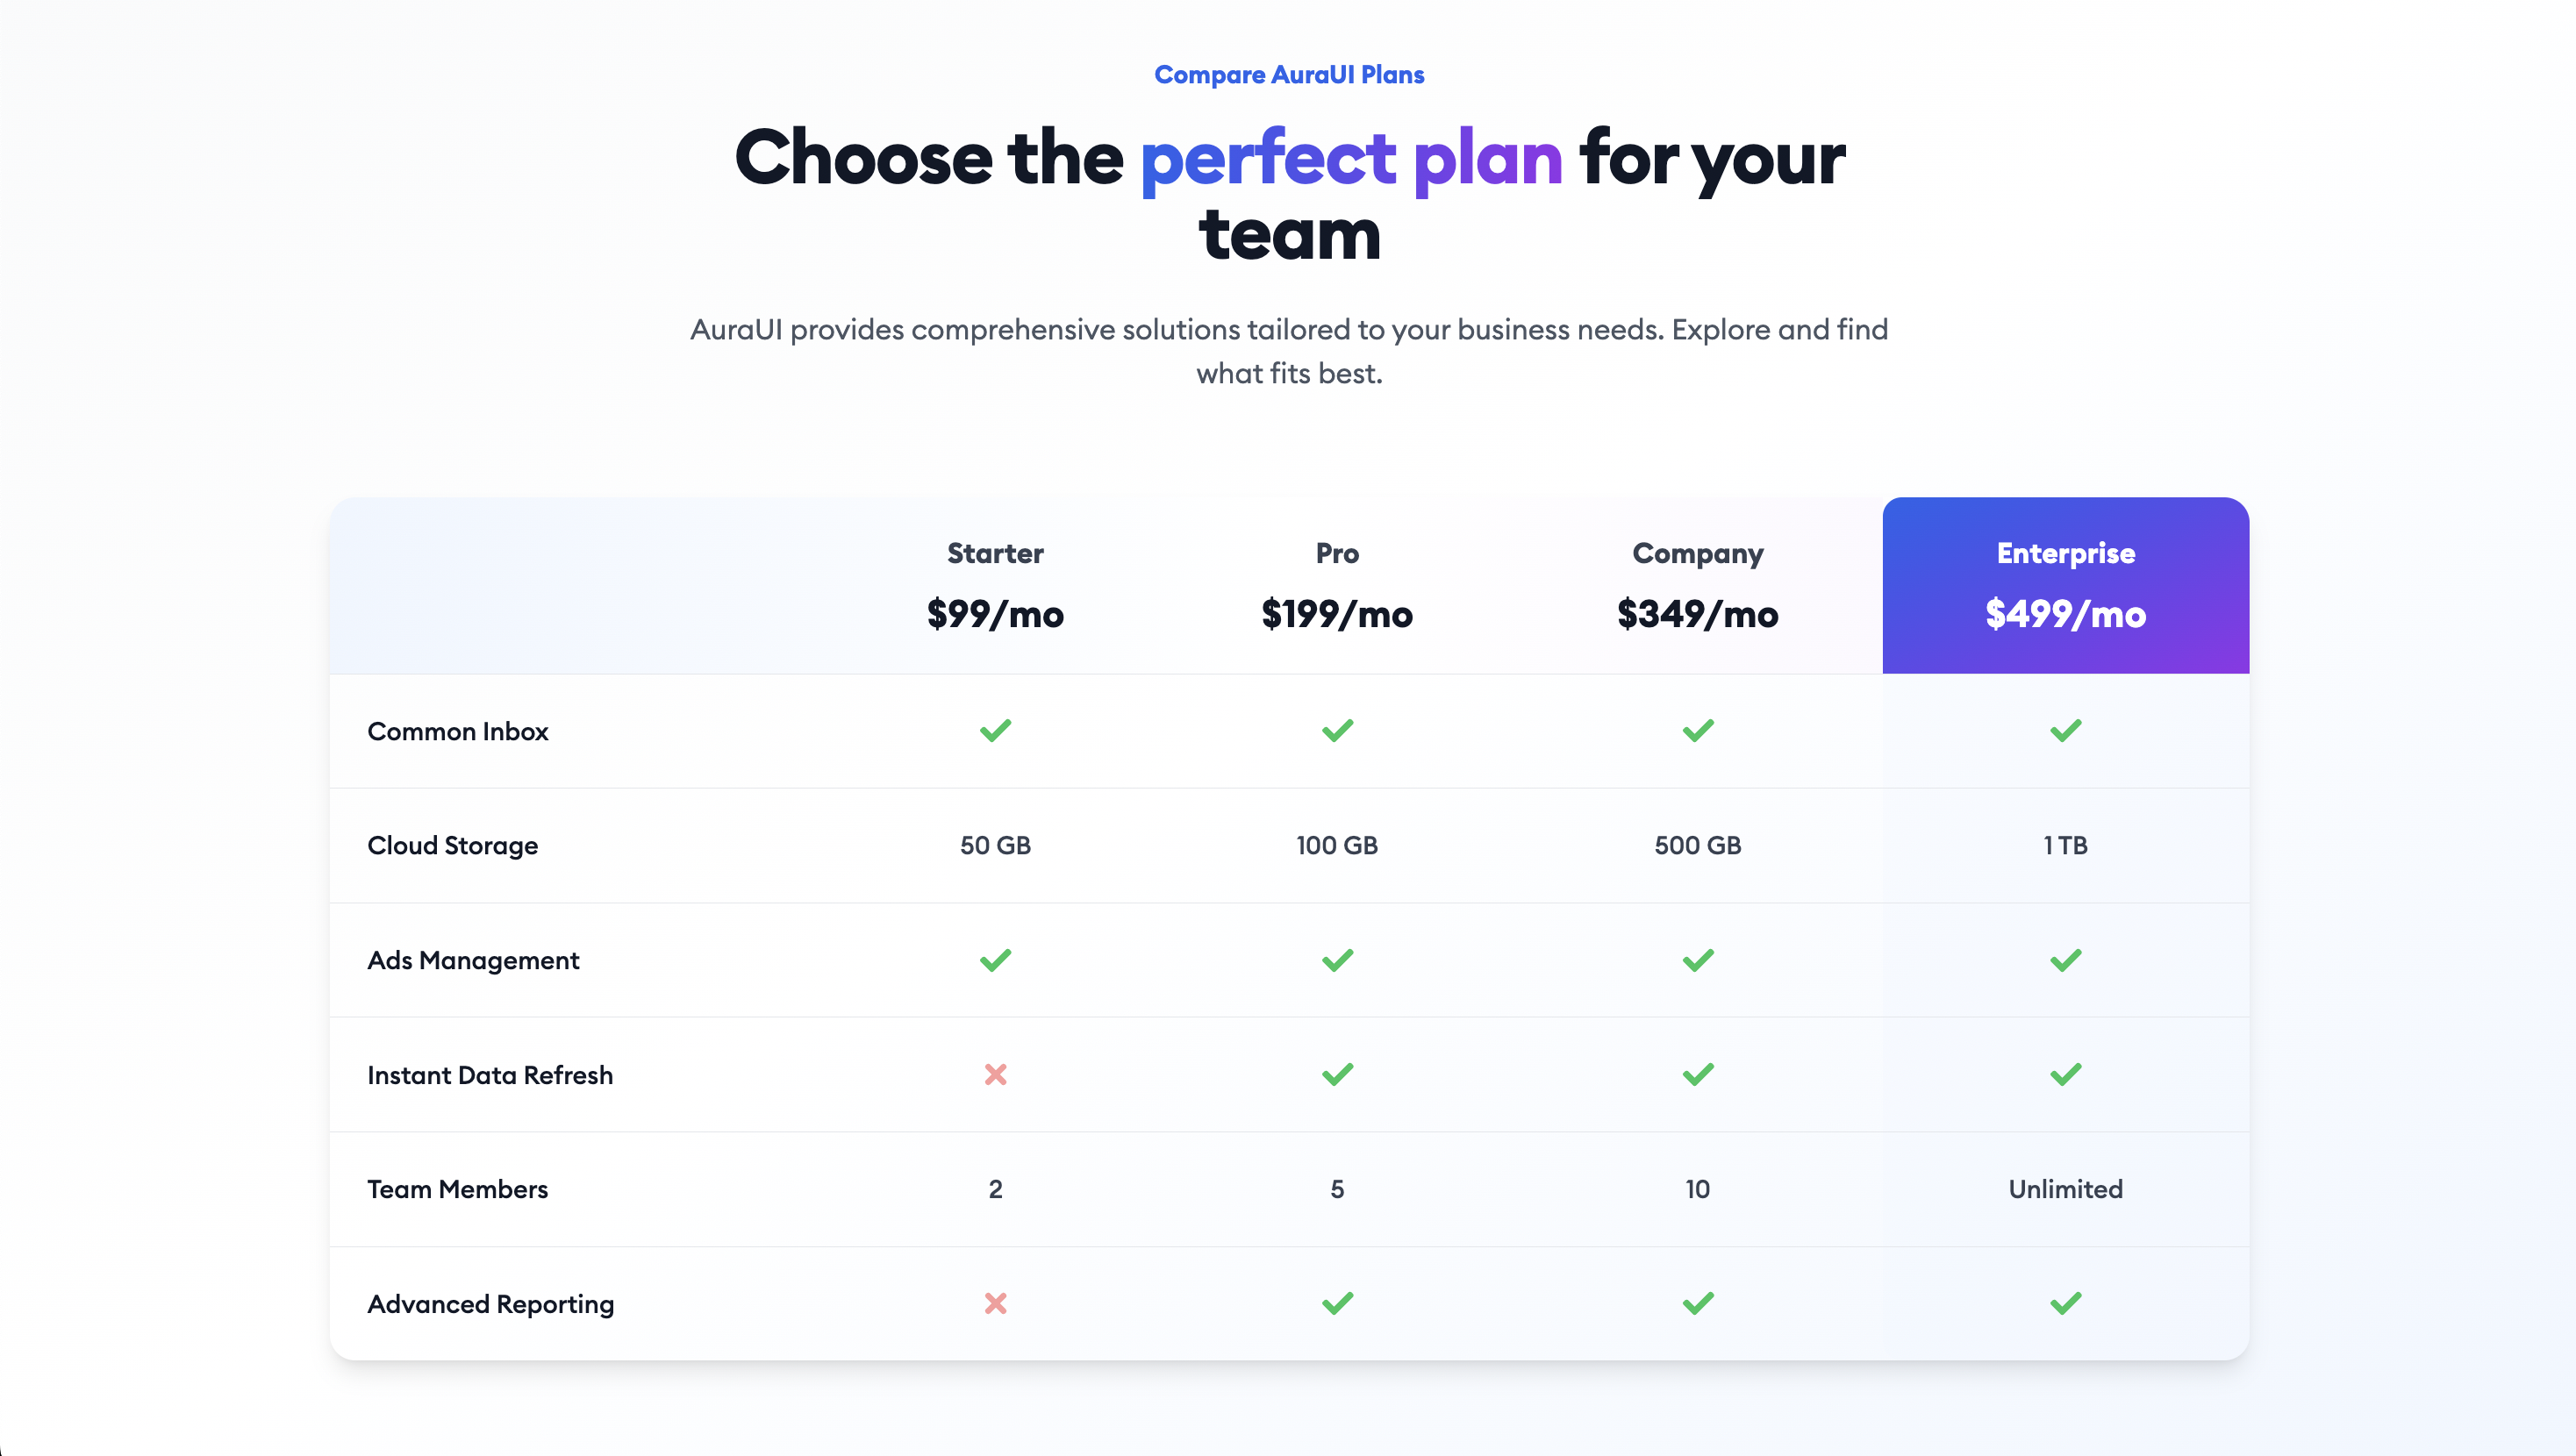 Compare AuraUI Plans
Choose the perfect plan for your
team
AuraUI provides comprehensive solutions tailored to your business needs. Explore and find
what fits best.
Starter Pro Company Enterprise
$99/mo $199/mo $349/mo $499/mo
Common Inbox
Cloud Storage 50 GB 100 GB 500 GB 1 TB
Ads Management
Instant Data Refresh
Team Members 2 5 10 Unlimited
Advanced Reporting